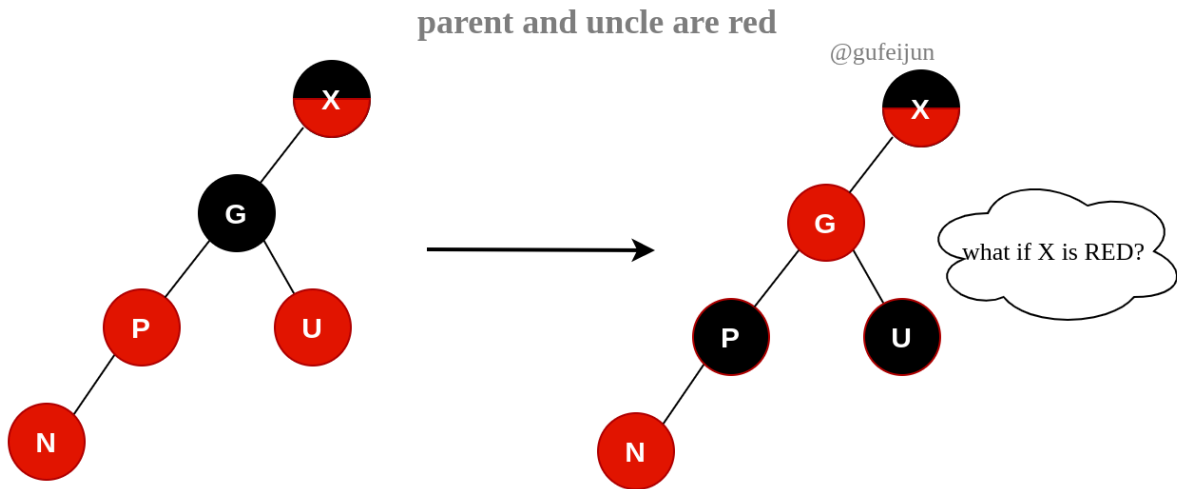 parent and uncle are red
@gufeijun
X
X
G
G
what if X is RED?
P
U
P
U
N
N